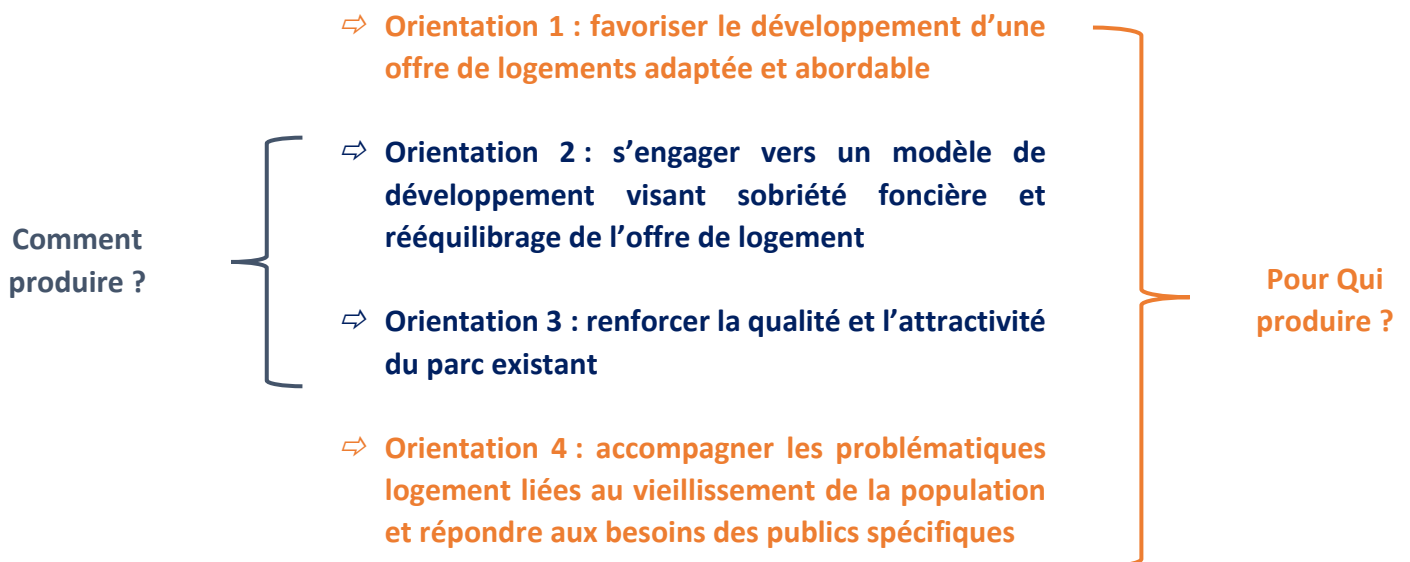 ⇨ Orientation 1 : favoriser le développement d’une
offre de logements adaptée et abordable
⇨ Orientation 2 : s’engager vers un modèle de
développement visant sobriété foncière et
rééquilibrage de l’offre de logement
Comment
produire ?
⇨ Orientation 3 : renforcer la qualité et l’attractivité
du parc existant
Pour Qui
produire ?
⇨ Orientation 4 : accompagner les problématiques
logement liées au vieillissement de la population
et répondre aux besoins des publics spécifiques